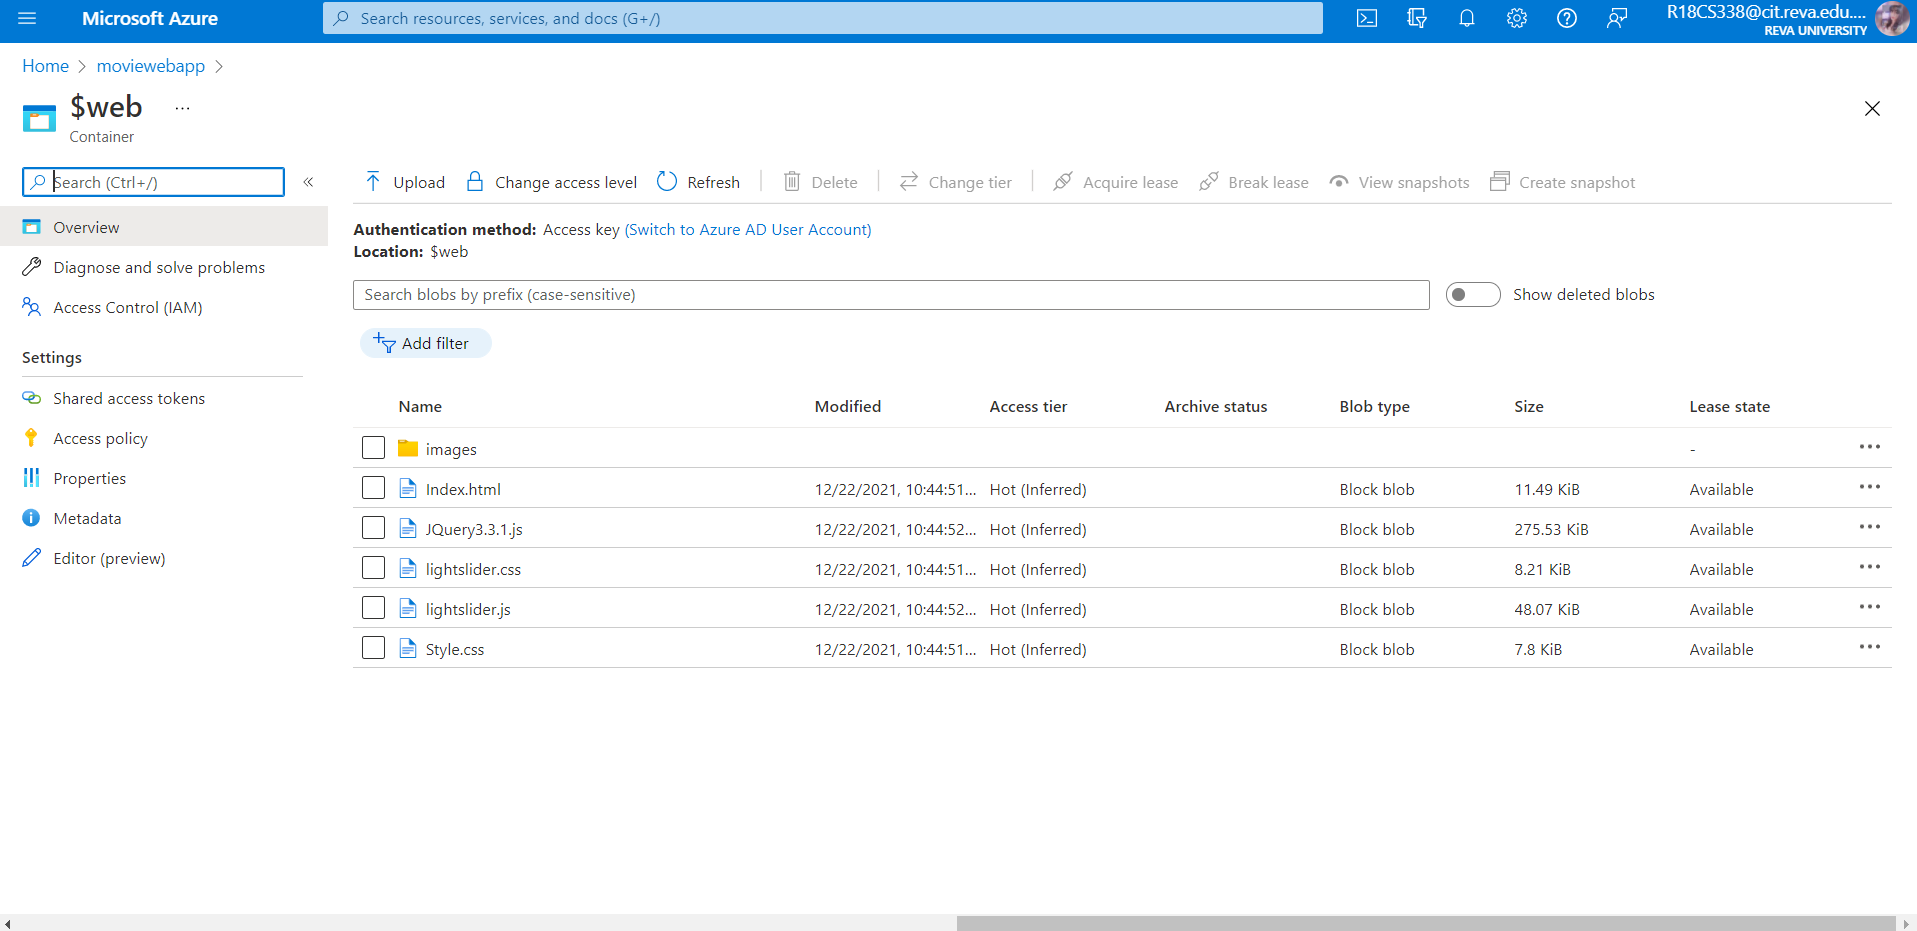 Microsoft Azure
Search resources, services, and docs (G+/)
R18CS338@cit.reva.edu....
REVA UNIVERSITY
Home > moviewebapp >
$web ...
Container
Search (Ctrl+/)
«
Overview
Diagnose and solve problems
Access Control (IAM)
Settings
Shared access tokens
Access policy
Properties
Metadata
Editor (preview)
Upload Change access level Refresh Delete Change tier Acquire lease Break lease View snapshots Create snapshot
Authentication method: Access key (Switch to Azure AD User Account)
Location: $web
Search blobs by prefix (case-sensitive) Show deleted blobs
Add filter
Name Modified Access tier Archive status Blob type Size Lease state
images - ...
Index.html 12/22/2021, 10:44:51... Hot (Inferred) Block blob 11.49 KiB Available ...
JQuery3.3.1.js 12/22/2021, 10:44:52... Hot (Inferred) Block blob 275.53 KiB Available ...
lightslider.css 12/22/2021, 10:44:51... Hot (Inferred) Block blob 8.21 KiB Available ...
lightslider.js 12/22/2021, 10:44:52... Hot (Inferred) Block blob 48.07 KiB Available ...
Style.css 12/22/2021, 10:44:51... Hot (Inferred) Block blob 7.8 KiB Available ...